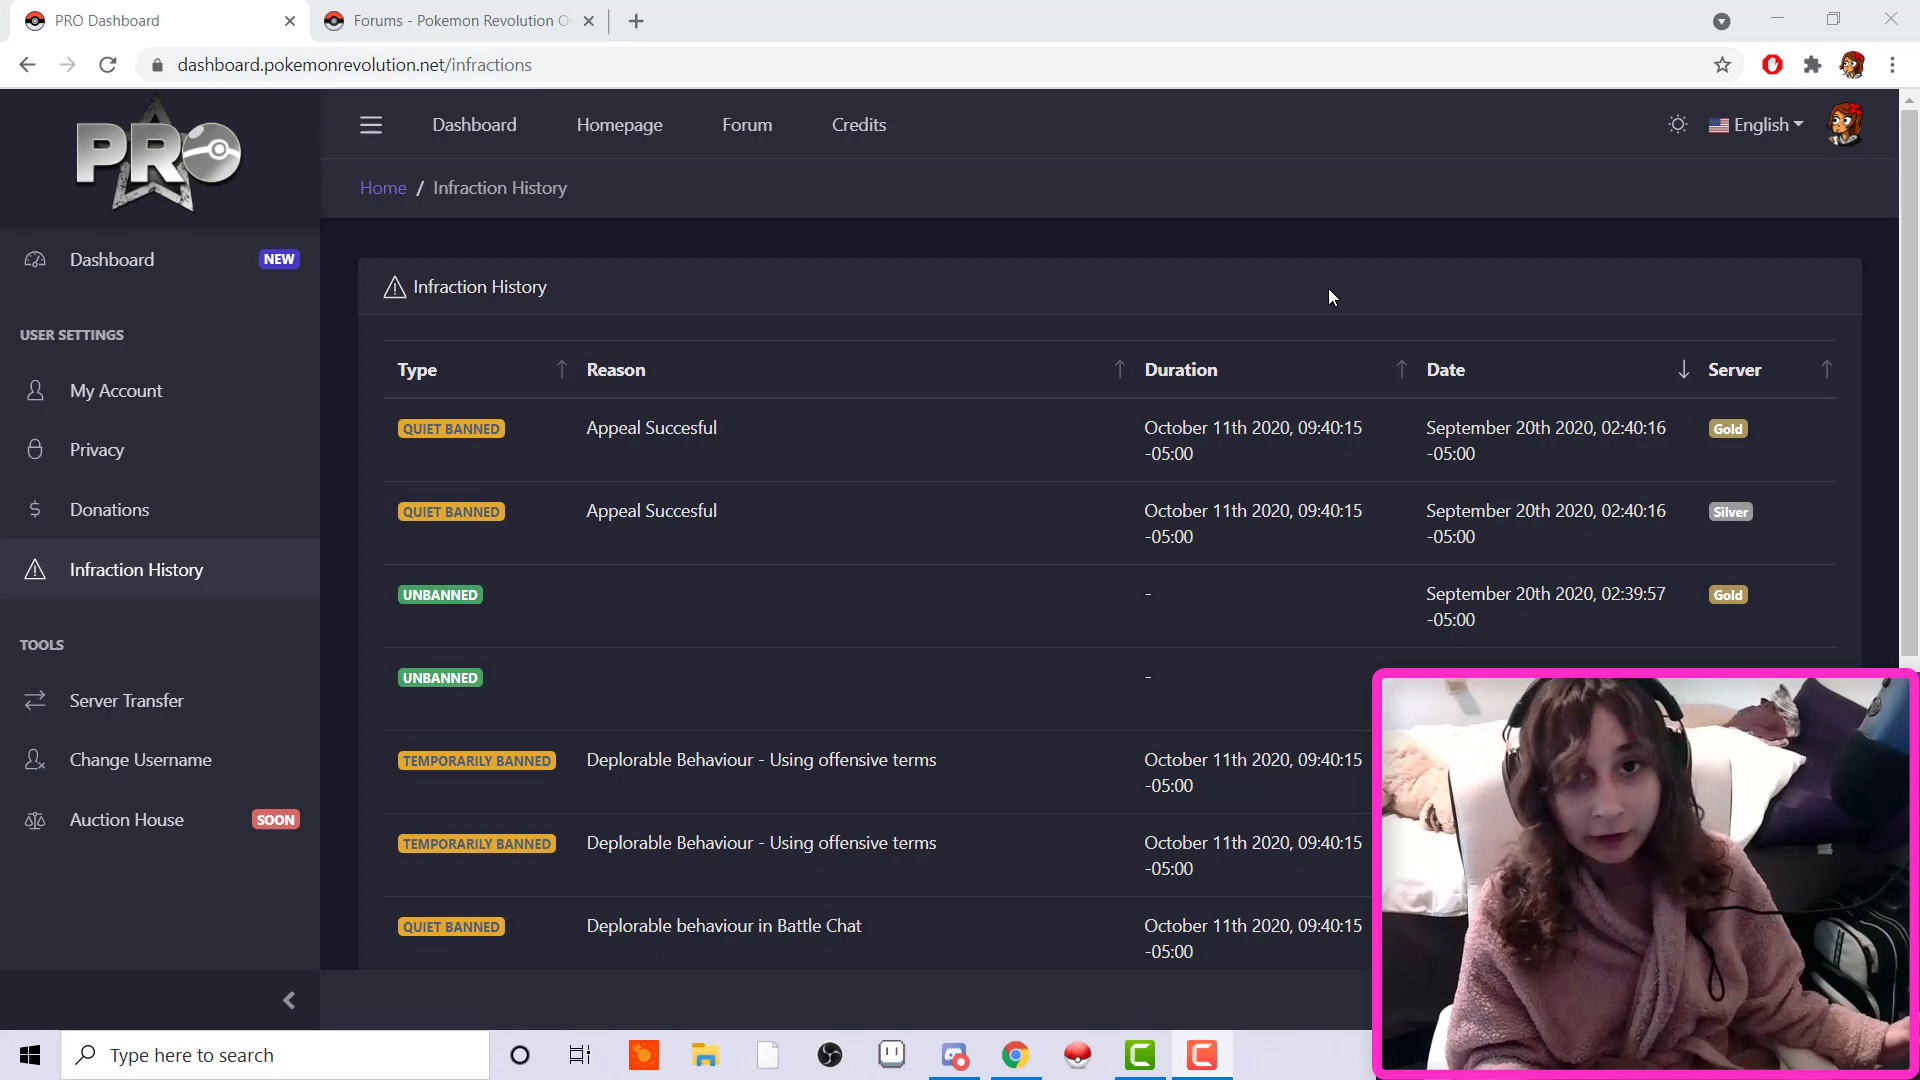 PRO Dashboard
Forums - Pokemon Revolution O
dashboard.pokemonrevolution.net/infractions
PRO
Dashboard Homepage Forum Credits
English
Home / Infraction History
Dashboard NEW
USER SETTINGS
My Account
Privacy
Donations
Infraction History
TOOLS
Server Transfer
Change Username
Auction House SOON
Infraction History
Type Reason Duration Date Server
QUIET BANNED Appeal Succesful October 11th 2020, 09:40:15 September 20th 2020, 02:40:16 Gold
-05:00 -05:00
QUIET BANNED Appeal Succesful October 11th 2020, 09:40:15 September 20th 2020, 02:40:16 Silver
-05:00 -05:00
UNBANNED - September 20th 2020, 02:39:57 Gold
-05:00
UNBANNED -
TEMPORARILY BANNED Deplorable Behaviour - Using offensive terms October 11th 2020, 09:40:15
-05:00
TEMPORARILY BANNED Deplorable Behaviour - Using offensive terms October 11th 2020, 09:40:15
-05:00
QUIET BANNED Deplorable behaviour in Battle Chat October 11th 2020, 09:40:15
-05:00
Type here to search